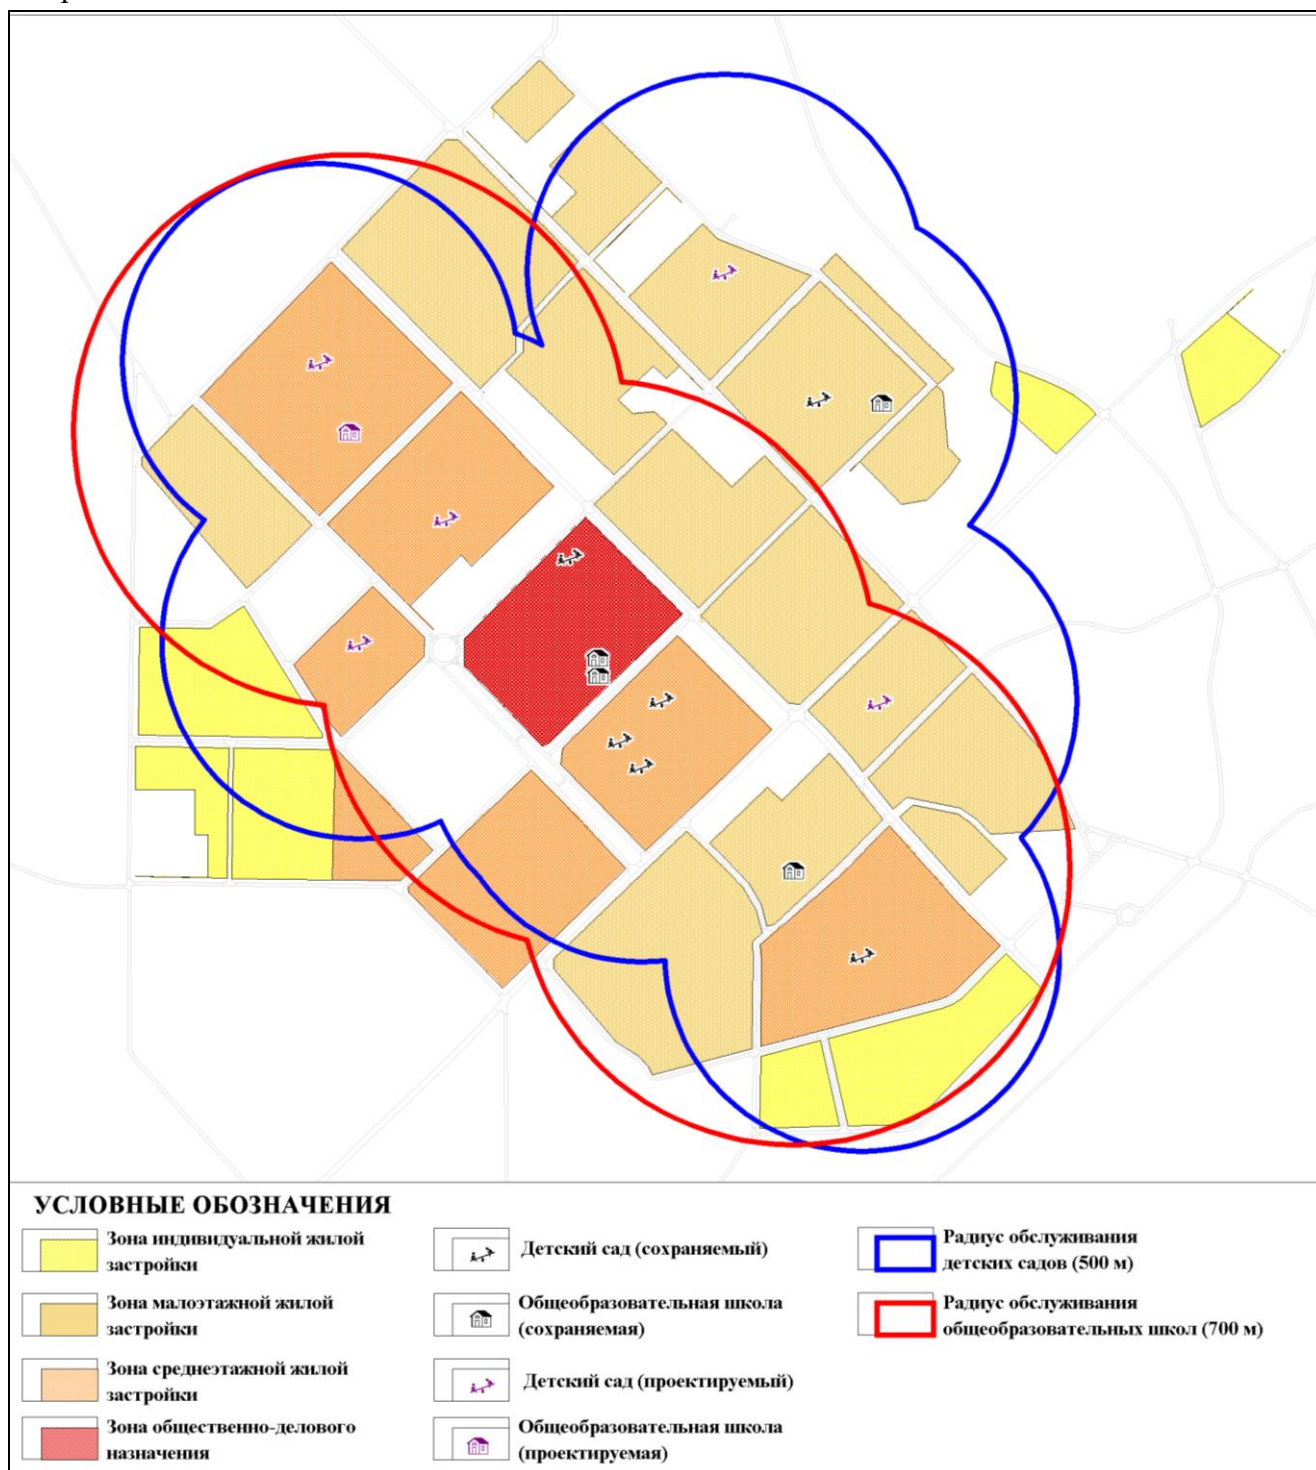 УСЛОВНЫЕ ОБОЗНАЧЕНИЯ
Зона индивидуальной жилой
застройки
Зона малоэтажной жилой
застройки
Зона среднеэтажной жилой
застройки
Зона общественно-делового
назначения
Детский сад (сохраняемый)
Общеобразовательная школа
(сохраняемая)
Детский сад (проектируемый)
Общеобразовательная школа
(проектируемая)
Радиус обслуживания
детских садов (500 м)
Радиус обслуживания
общеобразовательных школ (700 м)